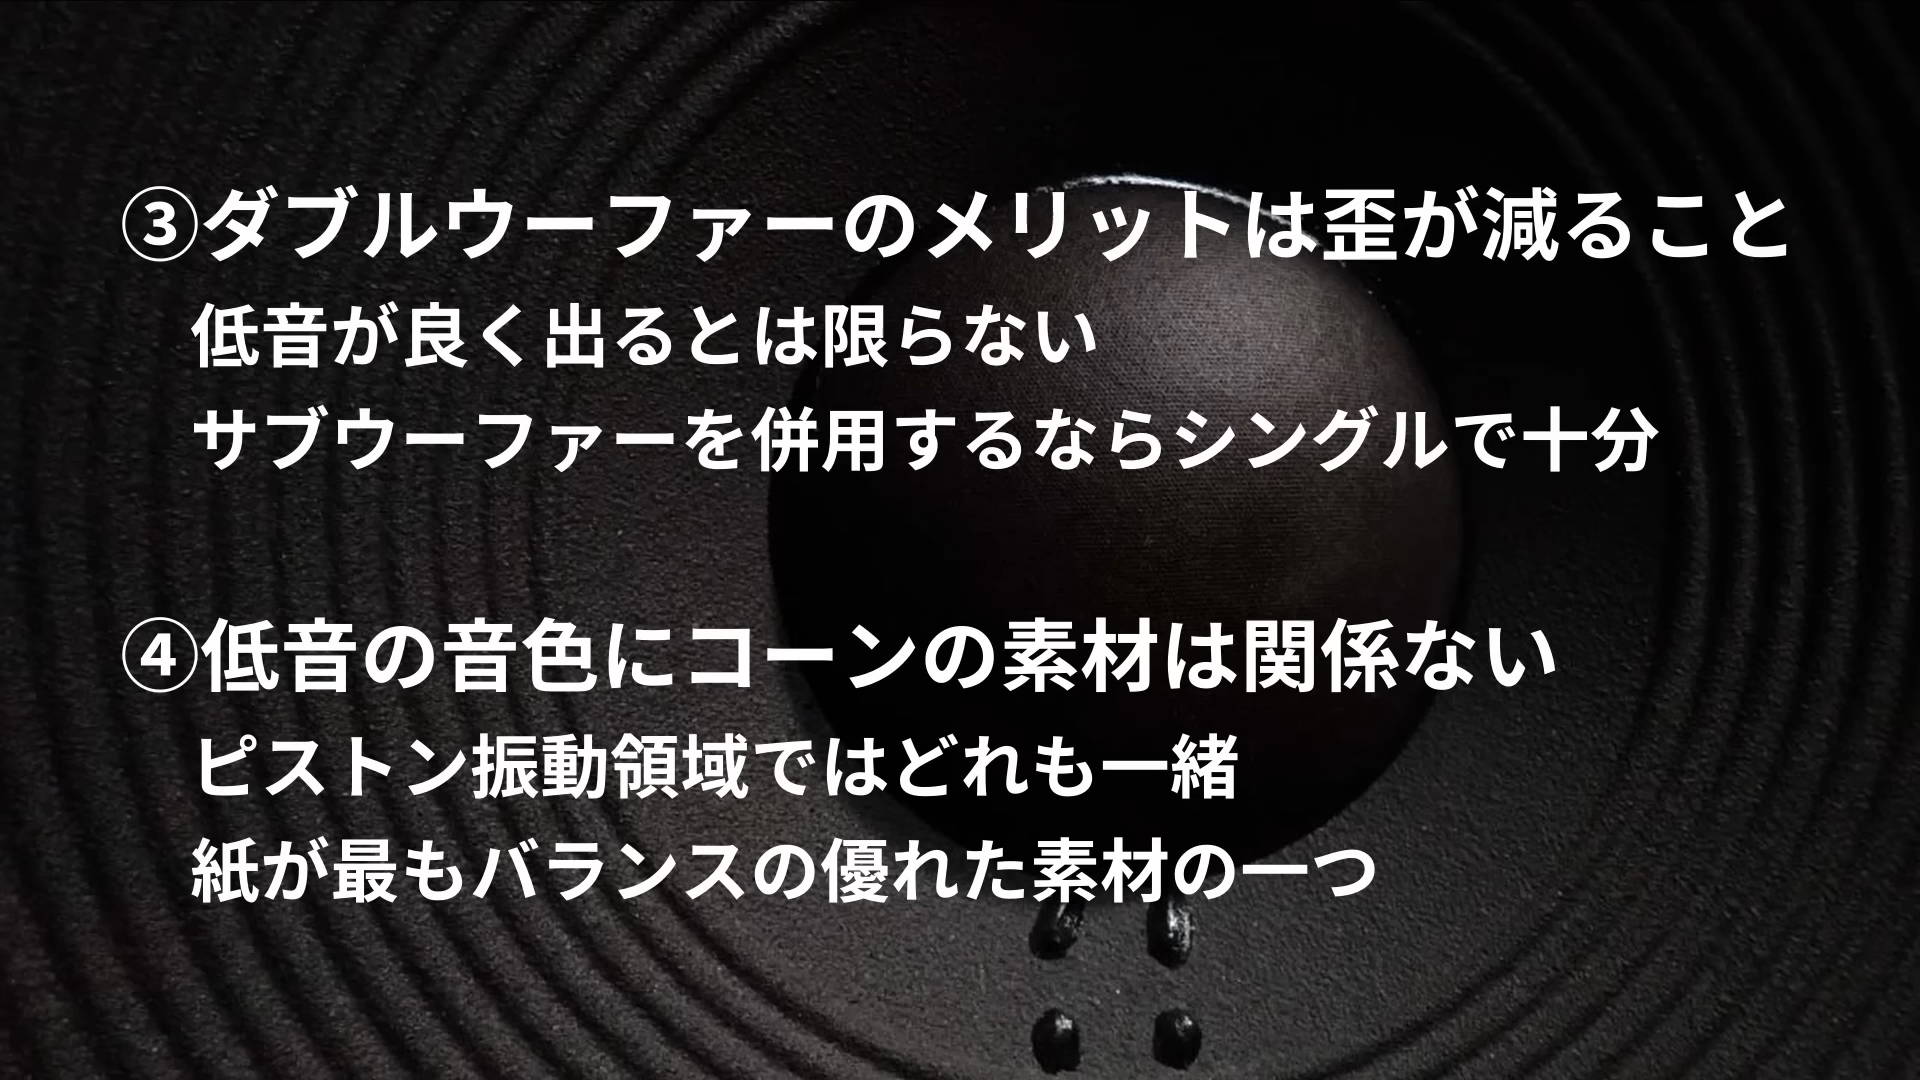 ③ダブルウーファーのメリットは歪が減ること
低音が良く出るとは限らない
サブウーファーを併用するならシングルで十分
④低音の音色にコーンの素材は関係ない
ピストン振動領域ではどれも一緒
紙が最もバランスの優れた素材の一つ